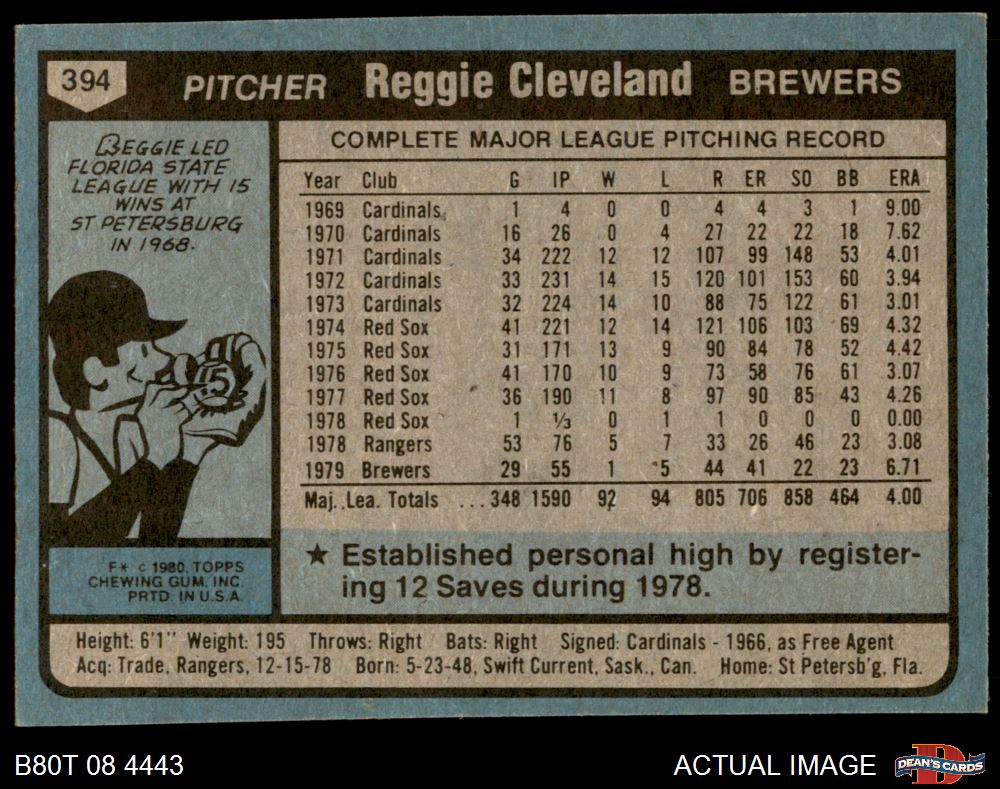 394 PITCHER Reggie Cleveland BREWERS
BEGGIE LED
FLORIDA STATE
LEAGUE WITH 15
WINS AT
ST PETERSBURG
IN 1968.
15
F* © 1980, TOPPS
CHEWING GUM, INC.
PRTD. IN U.S.A.
COMPLETE MAJOR LEAGUE PITCHING RECORD
Year Club G IP W L R ER SO BB ERA
1969 Cardinals 1 4 0 0 4 4 3 1 9.00
1970 Cardinals 16 26 0 4 27 22 22 18 7.62
1971 Cardinals 34 222 12 12 107 99 148 53 4.01
1972 Cardinals 33 231 14 15 120 101 153 60 3.94
1973 Cardinals 32 224 14 10 88 75 122 61 3.01
1974 Red Sox 41 221 12 14 121 106 103 69 4.32
1975 Red Sox 31 171 13 9 90 84 78 52 4.42
1976 Red Sox 41 170 10 9 73 58 76 61 3.07
1977 Red Sox 36 190 11 8 97 90 85 43 4.26
1978 Red Sox 1 ⅓ 0 1 1 0 0 0 0.00
1978 Rangers 53 76 5 7 33 26 46 23 3.08
1979 Brewers 29 55 1 5 44 41 22 23 6.71
Maj. Lea. Totals ...348 1590 92 94 805 706 858 464 4.00
★ Established personal high by register-
ing 12 Saves during 1978.
Height: 6'1" Weight: 195 Throws: Right Bats: Right Signed: Cardinals - 1966, as Free Agent
Acq: Trade, Rangers, 12-15-78 Born: 5-23-48, Swift Current, Sask., Can. Home: St Petersb'g, Fla.
B80T 08 4443 ACTUAL IMAGE DEAN'S CARDS